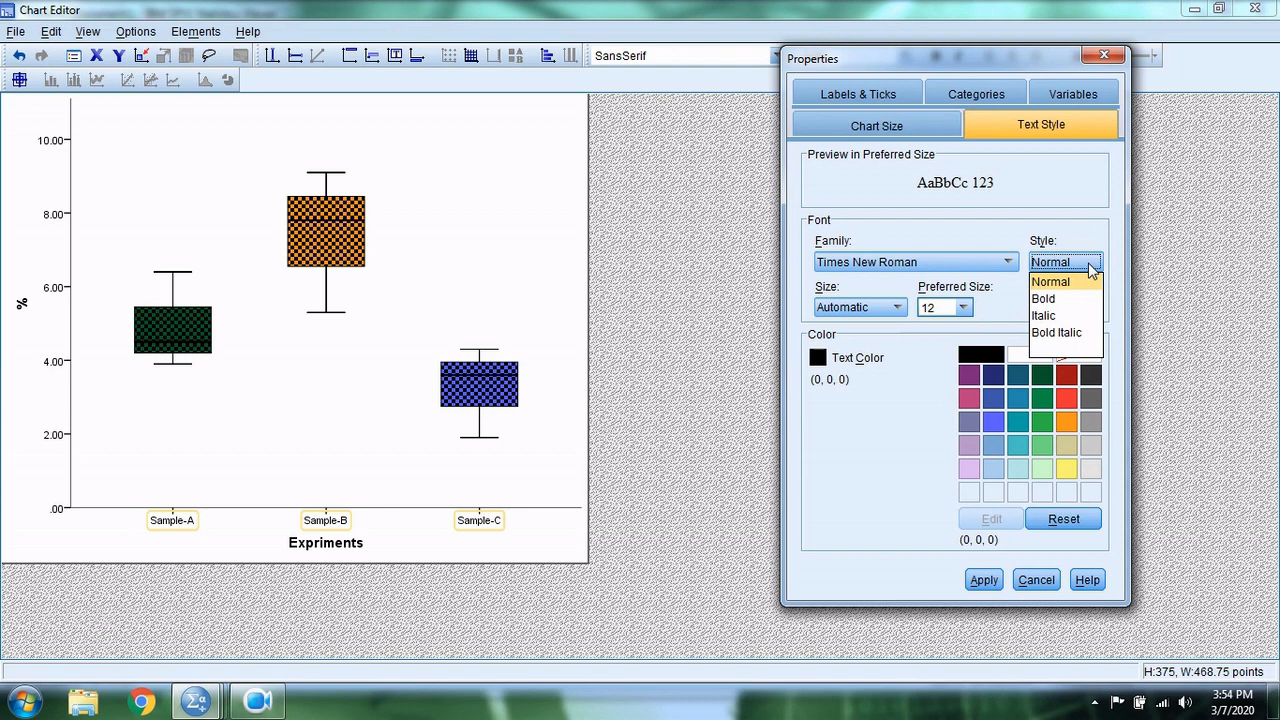 Chart Editor
File Edit View Options Elements Help
SansSerif
Properties
Labels & Ticks Categories Variables
Chart Size Text Style
Preview in Preferred Size
AaBbCc 123
Font
Family: Style:
Times New Roman Normal
Normal
Bold
Italic
Bold Italic
Size: Preferred Size:
Automatic 12
Color
Text Color
(0, 0, 0)
Edit Reset
(0, 0, 0)
Apply Cancel Help
10.00
8.00
6.00
4.00
2.00
.00
%
Sample-A Sample-B Sample-C
Expriments
H:375, W:468.75 points
3:54 PM
3/7/2020